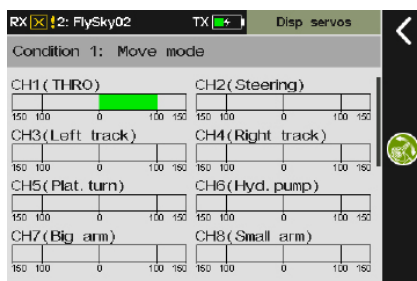 RX ! 2: FlySky02 TX Disp servos
Condition 1: Move mode
CH1(THRO) CH2(Steering)
150 100 0 100 150 150 100 0 100 150
CH3(Left track) CH4(Right track)
150 100 0 100 150 150 100 0 100 150
CH5(Plat. turn) CH6(Hyd. pump)
150 100 0 100 150 150 100 0 100 150
CH7(Big arm) CH8(Small arm)
150 100 0 100 150 150 100 0 100 150